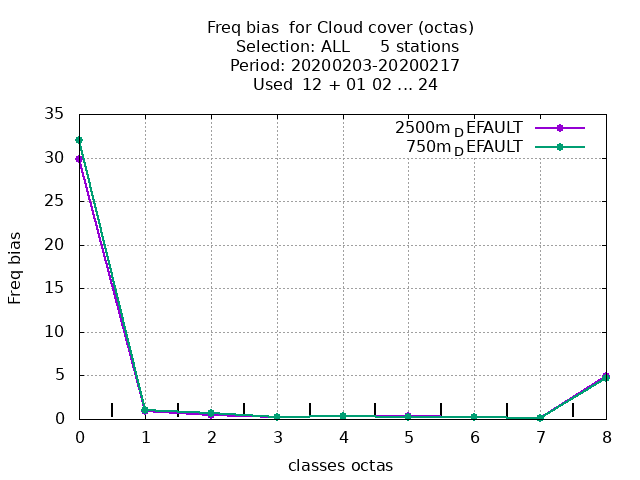 Freq bias for Cloud cover (octas)
Selection: ALL 5 stations
Period: 20200203-20200217
Used 12 + 01 02 ... 24
2500m_DEFAULT
750m_DEFAULT
35
30
25
20
15
10
5
0
Freq bias
0 1 2 3 4 5 6 7 8
classes octas